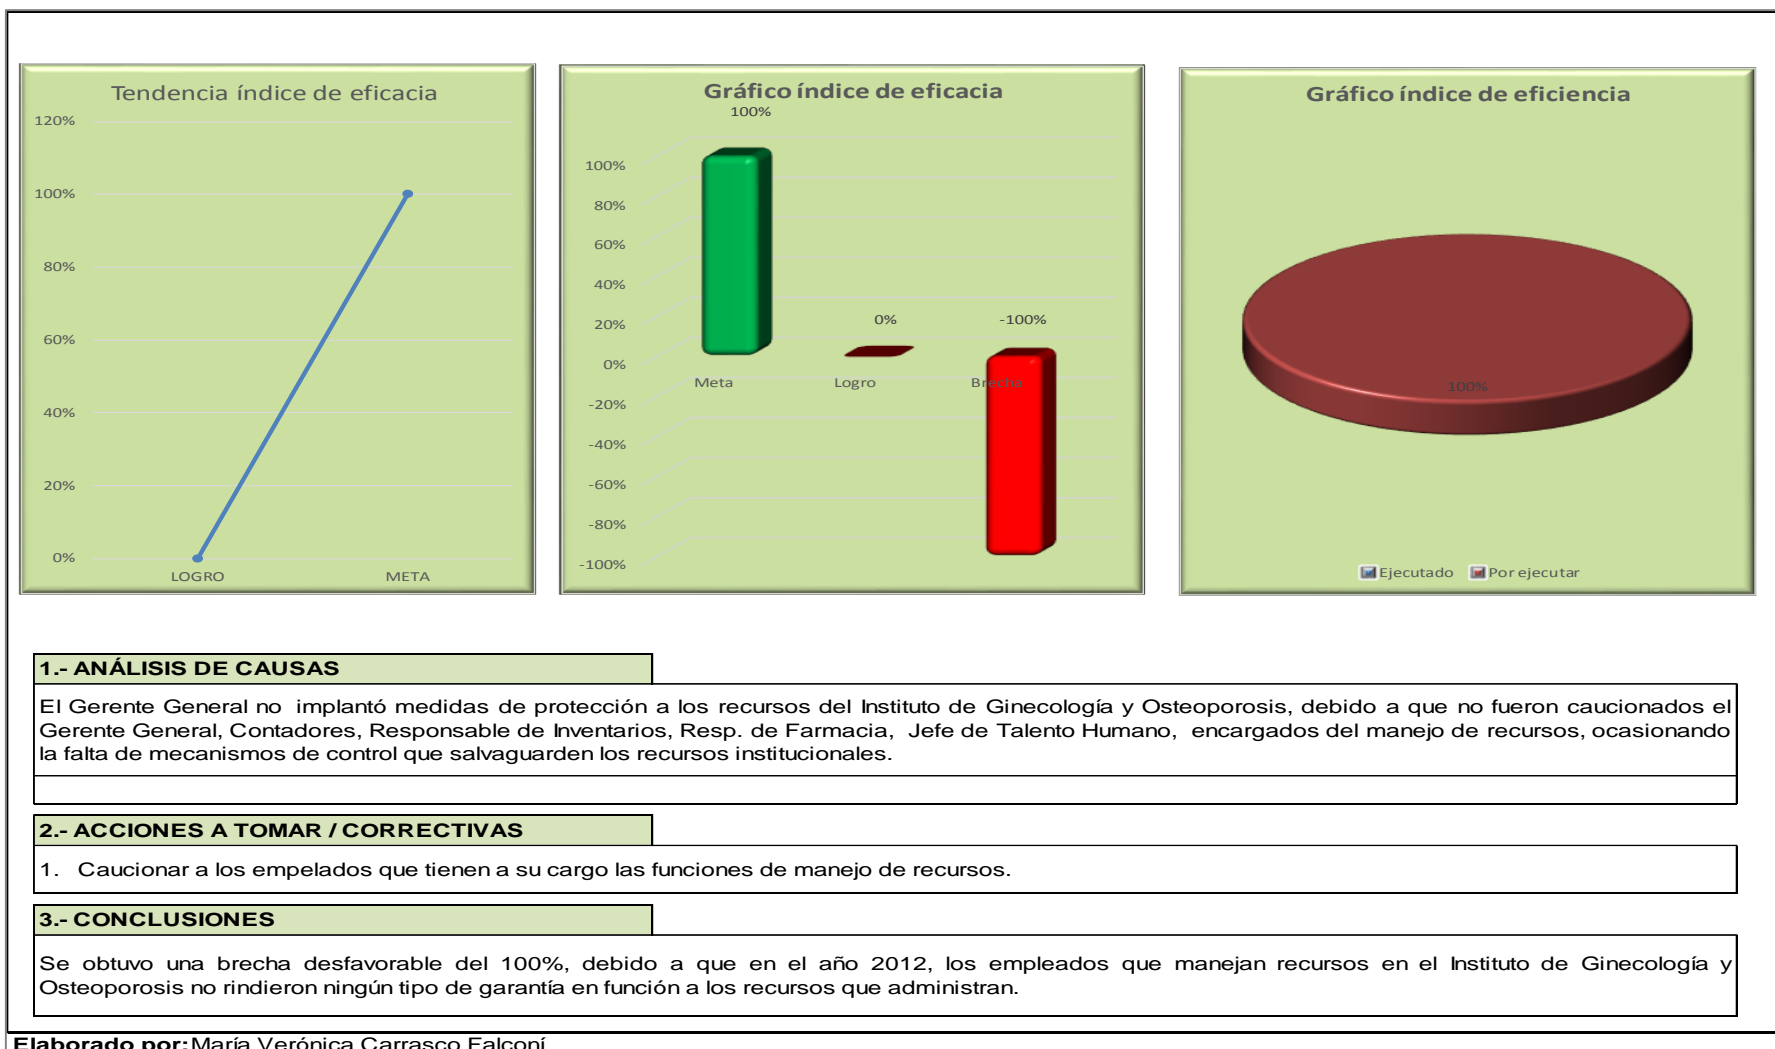 Tendencia índice de eficacia
120%
100%
80%
60%
40%
20%
0%
LOGRO META
Gráfico índice de eficacia
100%
100%
80%
60%
40%
20%
0%
-20%
-40%
-60%
-80%
-100%
0%
-100%
Meta Logro Brecha
Gráfico índice de eficiencia
100%
Ejecutado Por ejecutar
1.- ANÁLISIS DE CAUSAS
El Gerente General no implantó medidas de protección a los recursos del Instituto de Ginecología y Osteoporosis, debido a que no fueron caucionados el
Gerente General, Contadores, Responsable de Inventarios, Resp. de Farmacia, Jefe de Talento Humano, encargados del manejo de recursos, ocasionando
la falta de mecanismos de control que salvaguarden los recursos institucionales.
2.- ACCIONES A TOMAR / CORRECTIVAS
1. Caucionar a los empelados que tienen a su cargo las funciones de manejo de recursos.
3.- CONCLUSIONES
Se obtuvo una brecha desfavorable del 100%, debido a que en el año 2012, los empleados que manejan recursos en el Instituto de Ginecología y
Osteoporosis no rindieron ningún tipo de garantía en función a los recursos que administran.
Elaborado por: María Verónica Carrasco Falconí